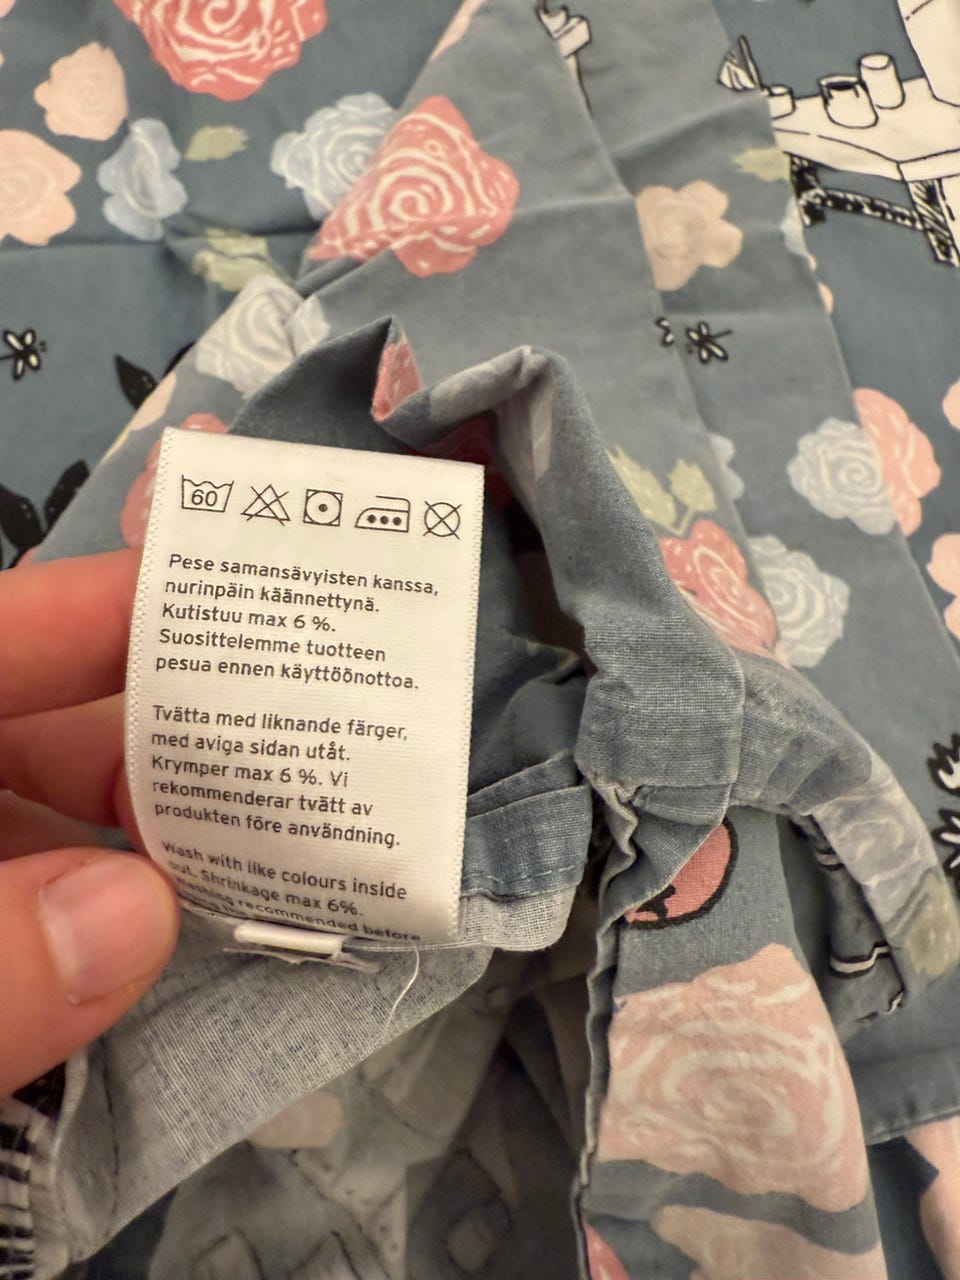 60
Pese samansävyisten kanssa,
nurinpäin käännettynä.
Kutistuu max 6 %.
Suosittelemme tuotteen
pesua ennen käyttöönottoa.
Tvätta med liknande färger,
med aviga sidan utåt.
Krymper max 6 %. Vi
rekommenderar tvätt av
produkten före användning.
Wash with like colours inside
out. Shrinkage max 6%.
Washing recommended before